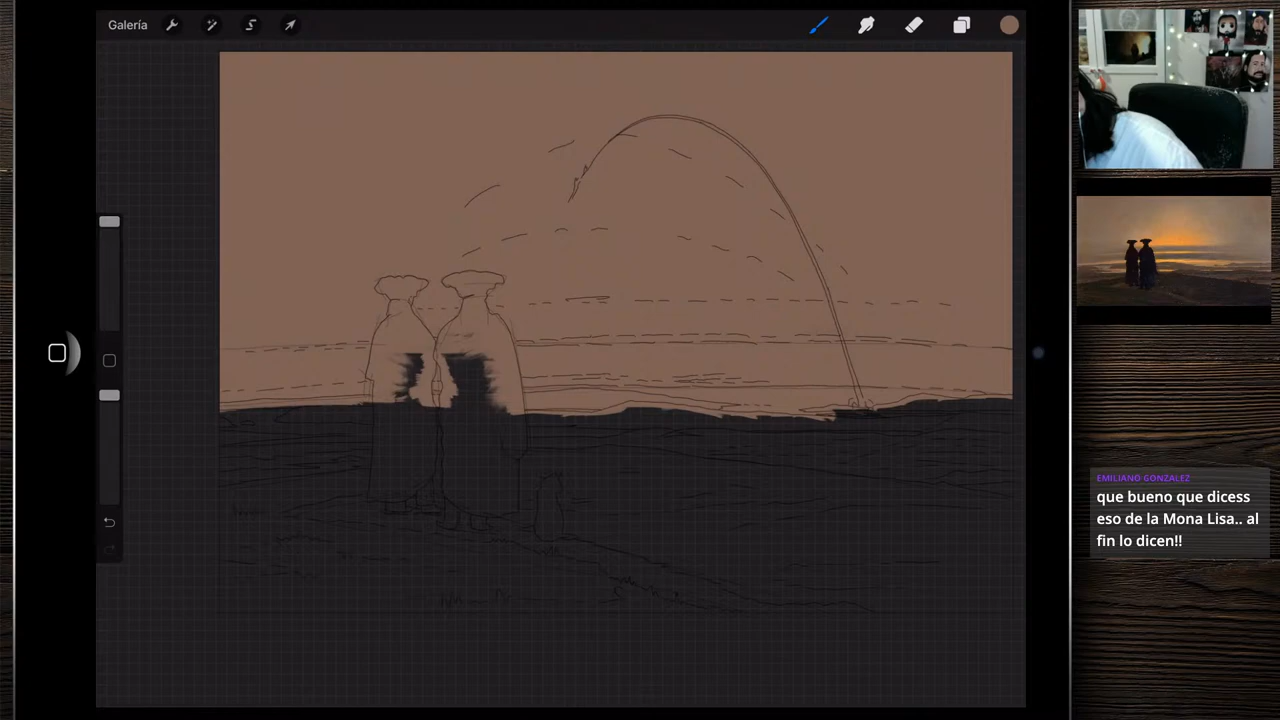 Galería
EMILIANO GONZALEZ
que bueno que dicess
eso de la Mona Lisa.. al
fin lo dicen!!